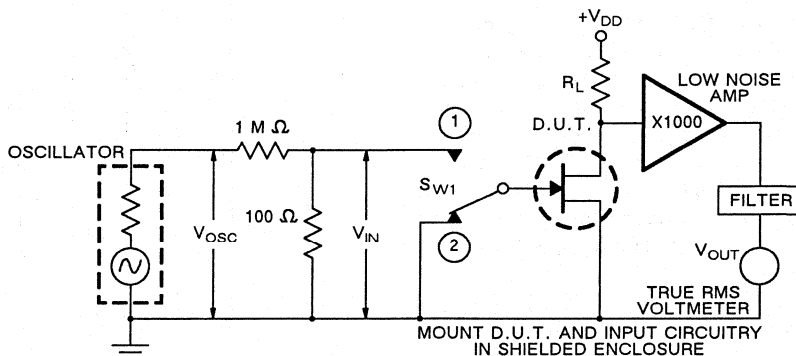 +VDD
RL
LOW NOISE
AMP
X1000
D.U.T.
1 M Ω
1
OSCILLATOR
SW1
FILTER
100 Ω
VOSC
VIN
2
VOUT
TRUE RMS
VOLTMETER
MOUNT D.U.T. AND INPUT CIRCUITRY
IN SHIELDED ENCLOSURE